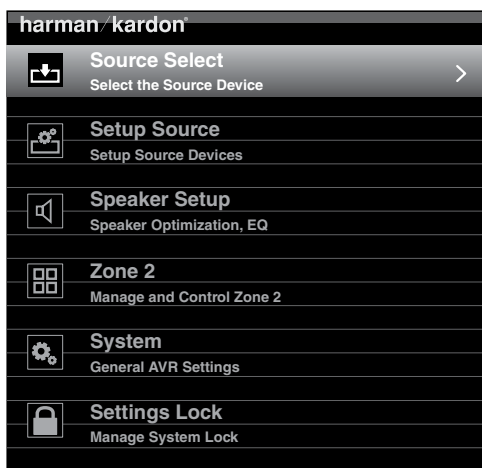 harman/kardon®
Source Select
Select the Source Device
Setup Source
Setup Source Devices
Speaker Setup
Speaker Optimization, EQ
Zone 2
Manage and Control Zone 2
System
General AVR Settings
Settings Lock
Manage System Lock